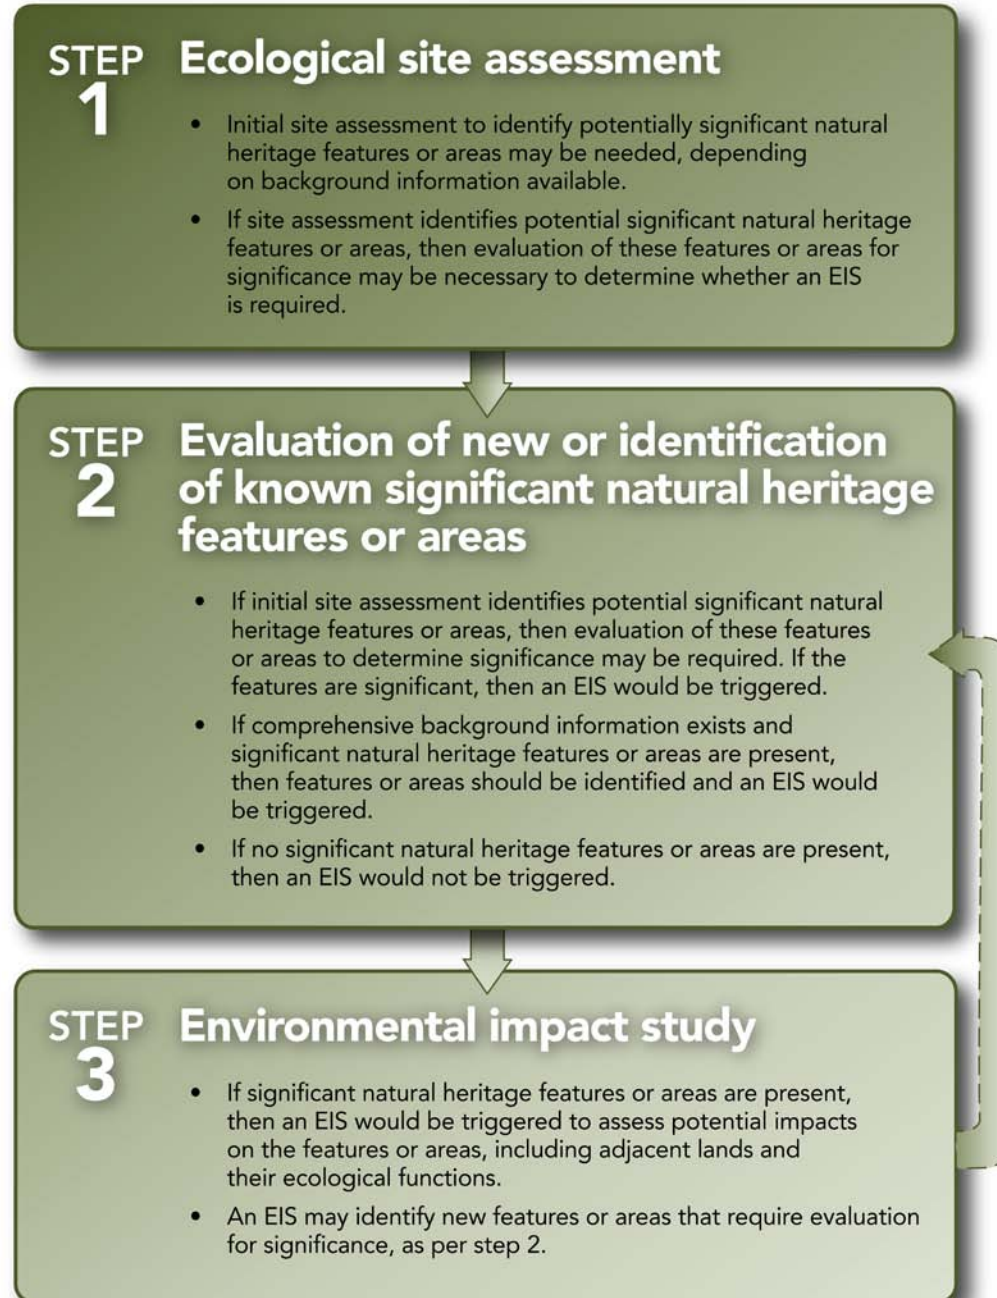 STEP 1
Ecological site assessment
• Initial site assessment to identify potentially significant natural
heritage features or areas may be needed, depending
on background information available.
• If site assessment identifies potential significant natural heritage
features or areas, then evaluation of these features or areas for
significance may be necessary to determine whether an EIS
is required.
STEP 2
Evaluation of new or identification
of known significant natural heritage
features or areas
• If initial site assessment identifies potential significant natural
heritage features or areas, then evaluation of these features
or areas to determine significance may be required. If the
features are significant, then an EIS would be triggered.
• If comprehensive background information exists and
significant natural heritage features or areas are present,
then features or areas should be identified and an EIS would
be triggered.
• If no significant natural heritage features or areas are present,
then an EIS would not be triggered.
STEP 3
Environmental impact study
• If significant natural heritage features or areas are present,
then an EIS would be triggered to assess potential impacts
on the features or areas, including adjacent lands and
their ecological functions.
• An EIS may identify new features or areas that require evaluation
for significance, as per step 2.